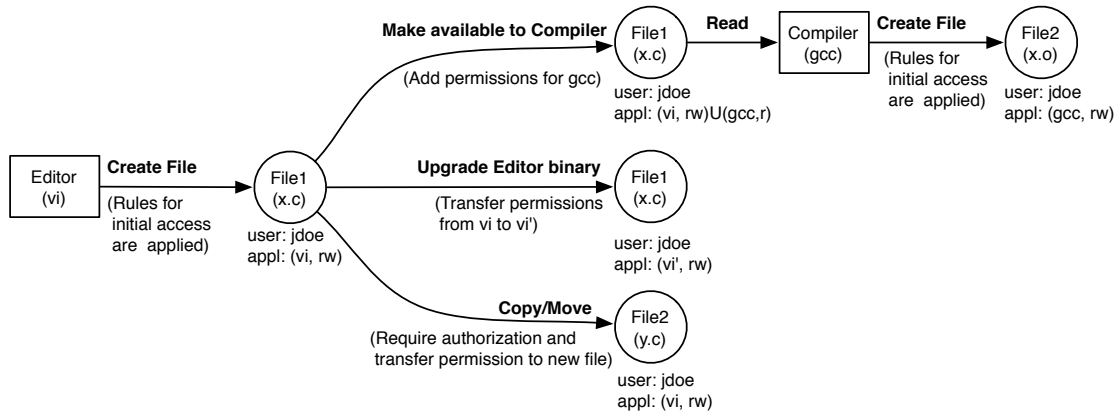 Make available to Compiler
(Add permissions for gcc)
File1
(x.c)
user: jdoe
appl: (vi, rw)U(gcc,r)
Read
Compiler
(gcc)
Create File
(Rules for
initial access
are applied)
File2
(x.o)
user: jdoe
appl: (gcc, rw)
Editor
(vi)
Create File
(Rules for
initial access
are applied)
File1
(x.c)
user: jdoe
appl: (vi, rw)
Upgrade Editor binary
(Transfer permissions
from vi to vi')
File1
(x.c)
user: jdoe
appl: (vi', rw)
Copy/Move
(Require authorization and
transfer permission to new file)
File2
(y.c)
user: jdoe
appl: (vi, rw)